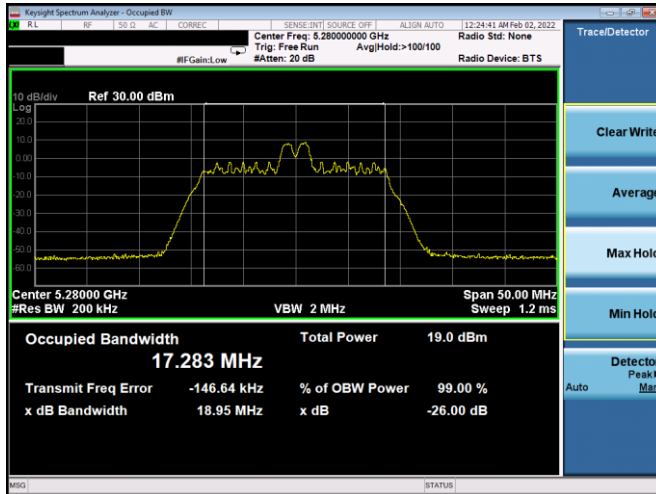 Keysight Spectrum Analyzer - Occupied BW
RL RF 50 Ω AC CORREC SENSE:INT SOURCE OFF ALIGN AUTO 12:24:41 AM Feb 02, 2022
Center Freq: 5.280000000 GHz Radio Std: None
Trig: Free Run Avg|Hold:>100/100
#IFGain:Low #Atten: 20 dB Radio Device: BTS
Trace/Detector
10 dB/div Ref 30.00 dBm
Log
20.0
10.0
0.00
-10.0
-20.0
-30.0
-40.0
-50.0
-60.0
Center 5.28000 GHz Span 50.00 MHz
#Res BW 200 kHz VBW 2 MHz Sweep 1.2 ms
Occupied Bandwidth Total Power 19.0 dBm
17.283 MHz
Transmit Freq Error -146.64 kHz % of OBW Power 99.00 %
x dB Bandwidth 18.95 MHz x dB -26.00 dB
Clear Write
Average
Max Hold
Min Hold
Detector
Peak
Auto Man
MSG STATUS